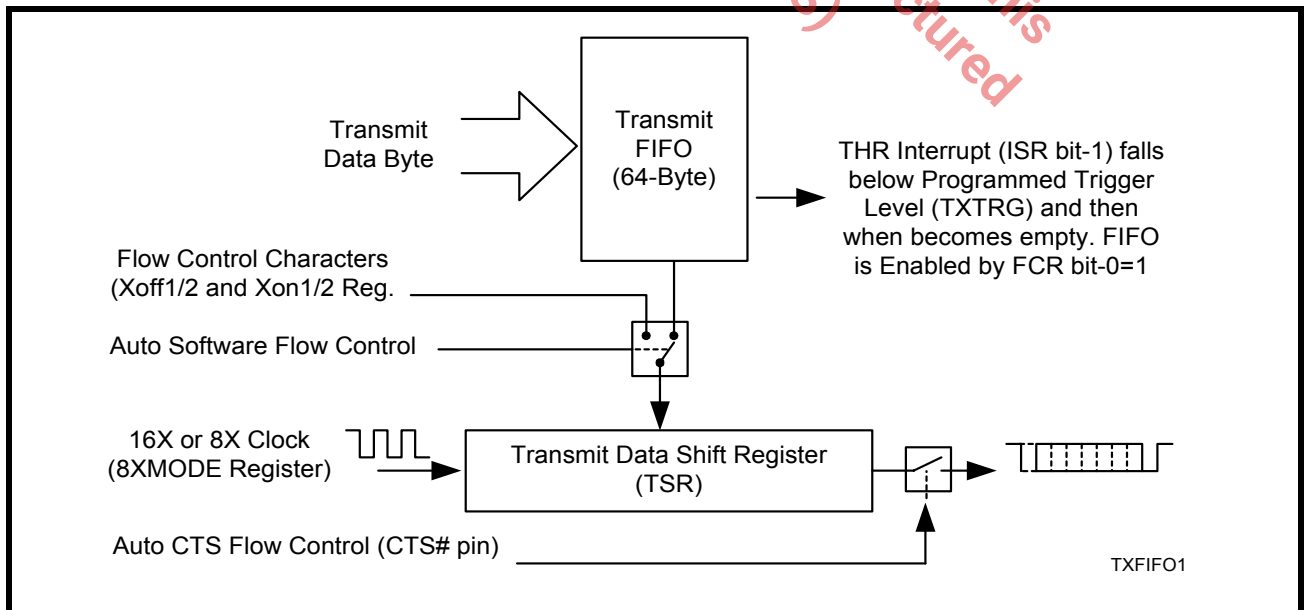 his
S)
ctured
Transmit
Data Byte
Transmit
FIFO
(64-Byte)
THR Interrupt (ISR bit-1) falls
below Programmed Trigger
Level (TXTRG) and then
when becomes empty. FIFO
is Enabled by FCR bit-0=1
Flow Control Characters
(Xoff1/2 and Xon1/2 Reg.
Auto Software Flow Control
16X or 8X Clock
(8XMODE Register)
Transmit Data Shift Register
(TSR)
Auto CTS Flow Control (CTS# pin)
TXFIFO1